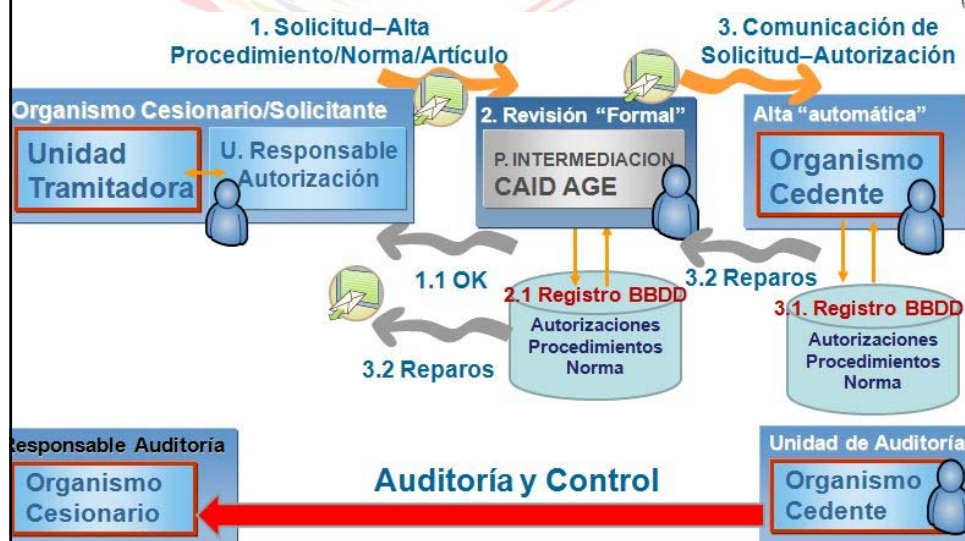 1. Solicitud–Alta
Procedimiento/Norma/Artículo
3. Comunicación de
Solicitud–Autorización
Organismo Cesionario/Solicitante
Unidad
Tramitadora
U. Responsable
Autorización
2. Revisión “Formal”
P. INTERMEDIACION
CAID AGE
Alta “automática”
Organismo
Cedente
1.1 OK
3.2 Reparos
2.1 Registro BBDD
Autorizaciones
Procedimientos
Norma
3.2 Reparos
3.1. Registro BBDD
Autorizaciones
Procedimientos
Norma
Responsable Auditoría
Organismo
Cesionario
Auditoría y Control
Unidad de Auditoría
Organismo
Cedente